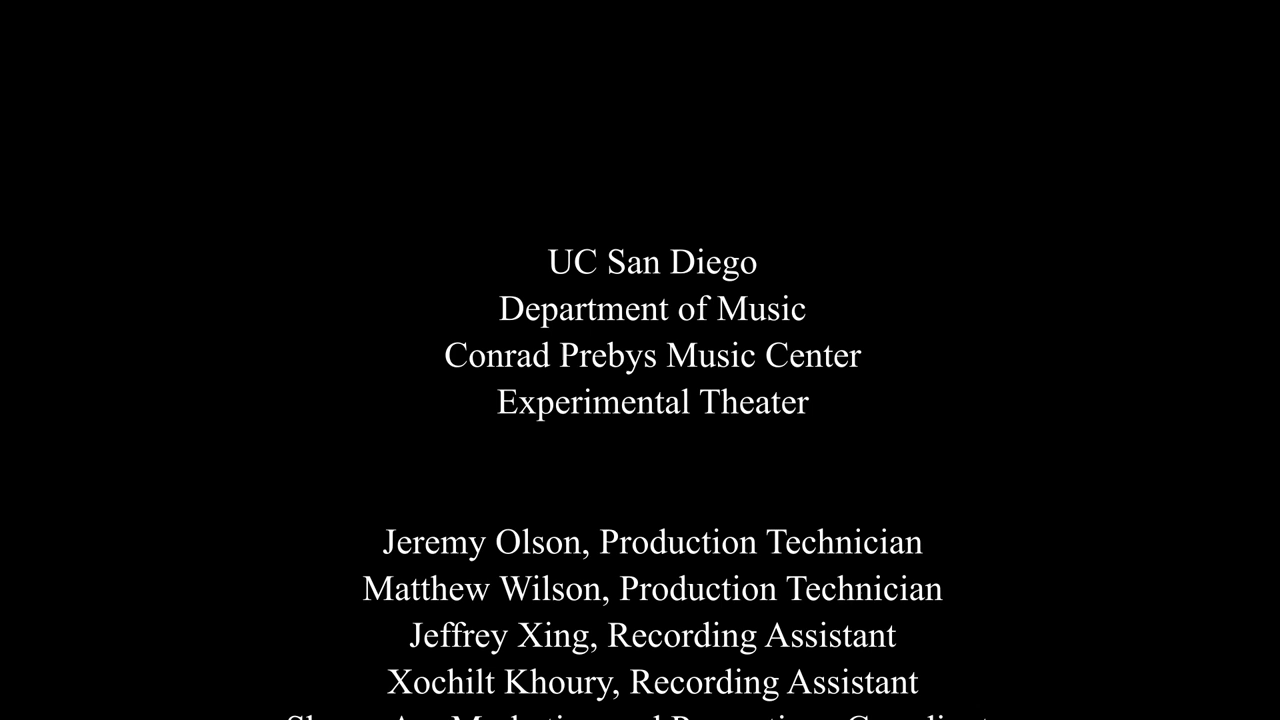 UC San Diego
Department of Music
Conrad Prebys Music Center
Experimental Theater
Jeremy Olson, Production Technician
Matthew Wilson, Production Technician
Jeffrey Xing, Recording Assistant
Xochilt Khoury, Recording Assistant